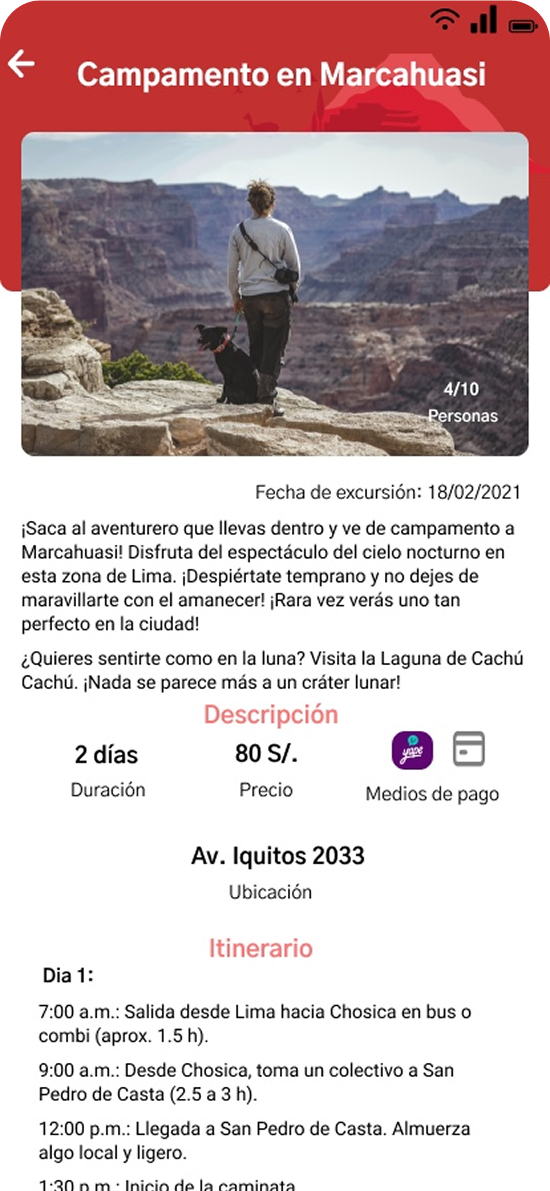 Campamento en Marcahuasi
4/10
Personas
Fecha de excursión: 18/02/2021
¡Saca al aventurero que llevas dentro y ve de campamento a
Marcahuasi! Disfruta del espectáculo del cielo nocturno en
esta zona de Lima. ¡Despiértate temprano y no dejes de
maravillarte con el amanecer! ¡Rara vez verás uno tan
perfecto en la ciudad!
¿Quieres sentirte como en la luna? Visita la Laguna de Cachú
Cachú. ¡Nada se parece más a un cráter lunar!
Descripción
2 días
Duración
80 S/.
Precio
yape
Medios de pago
Av. Iquitos 2033
Ubicación
Itinerario
Dia 1:
7:00 a.m.: Salida desde Lima hacia Chosica en bus o
combi (aprox. 1.5 h).
9:00 a.m.: Desde Chosica, toma un colectivo a San
Pedro de Casta (2.5 a 3 h).
12:00 p.m.: Llegada a San Pedro de Casta. Almuerza
algo local y ligero.
1:30 p.m.: Inicio de la caminata